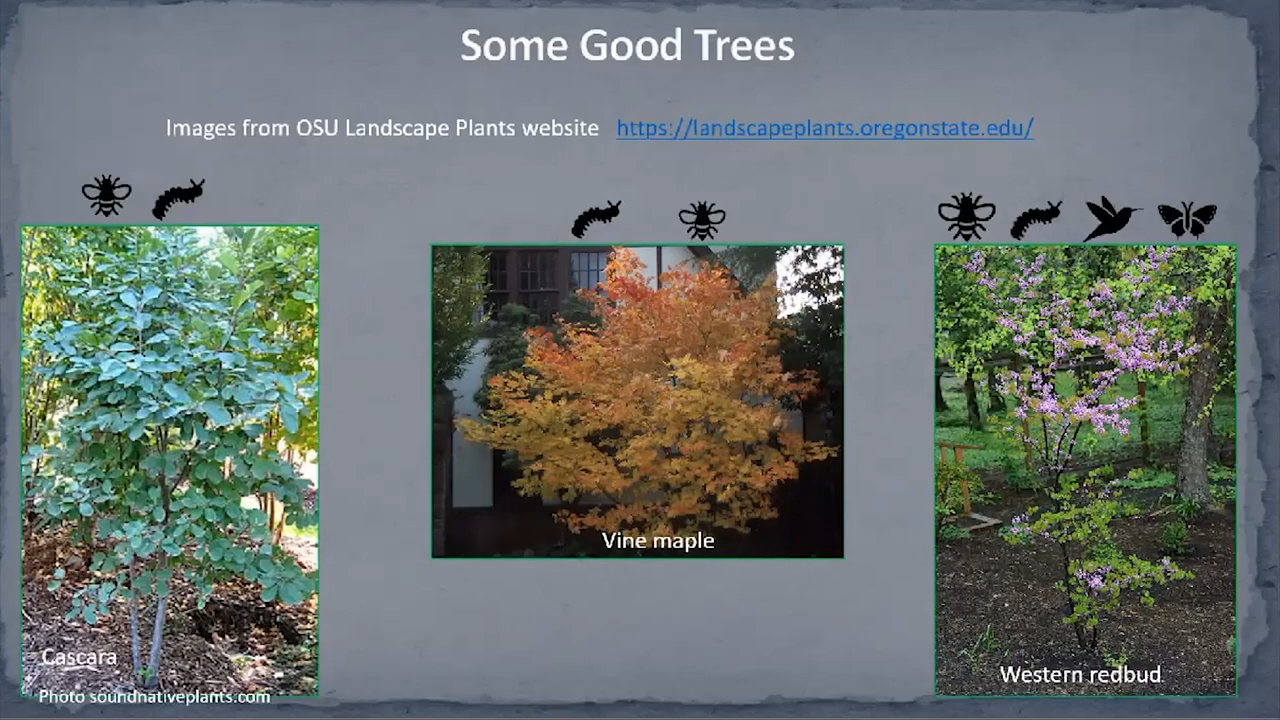 Some Good Trees
Images from OSU Landscape Plants website https://landscapeplants.oregonstate.edu/
Vine maple
Cascara
Photo soundnativeplants.com
Western redbud